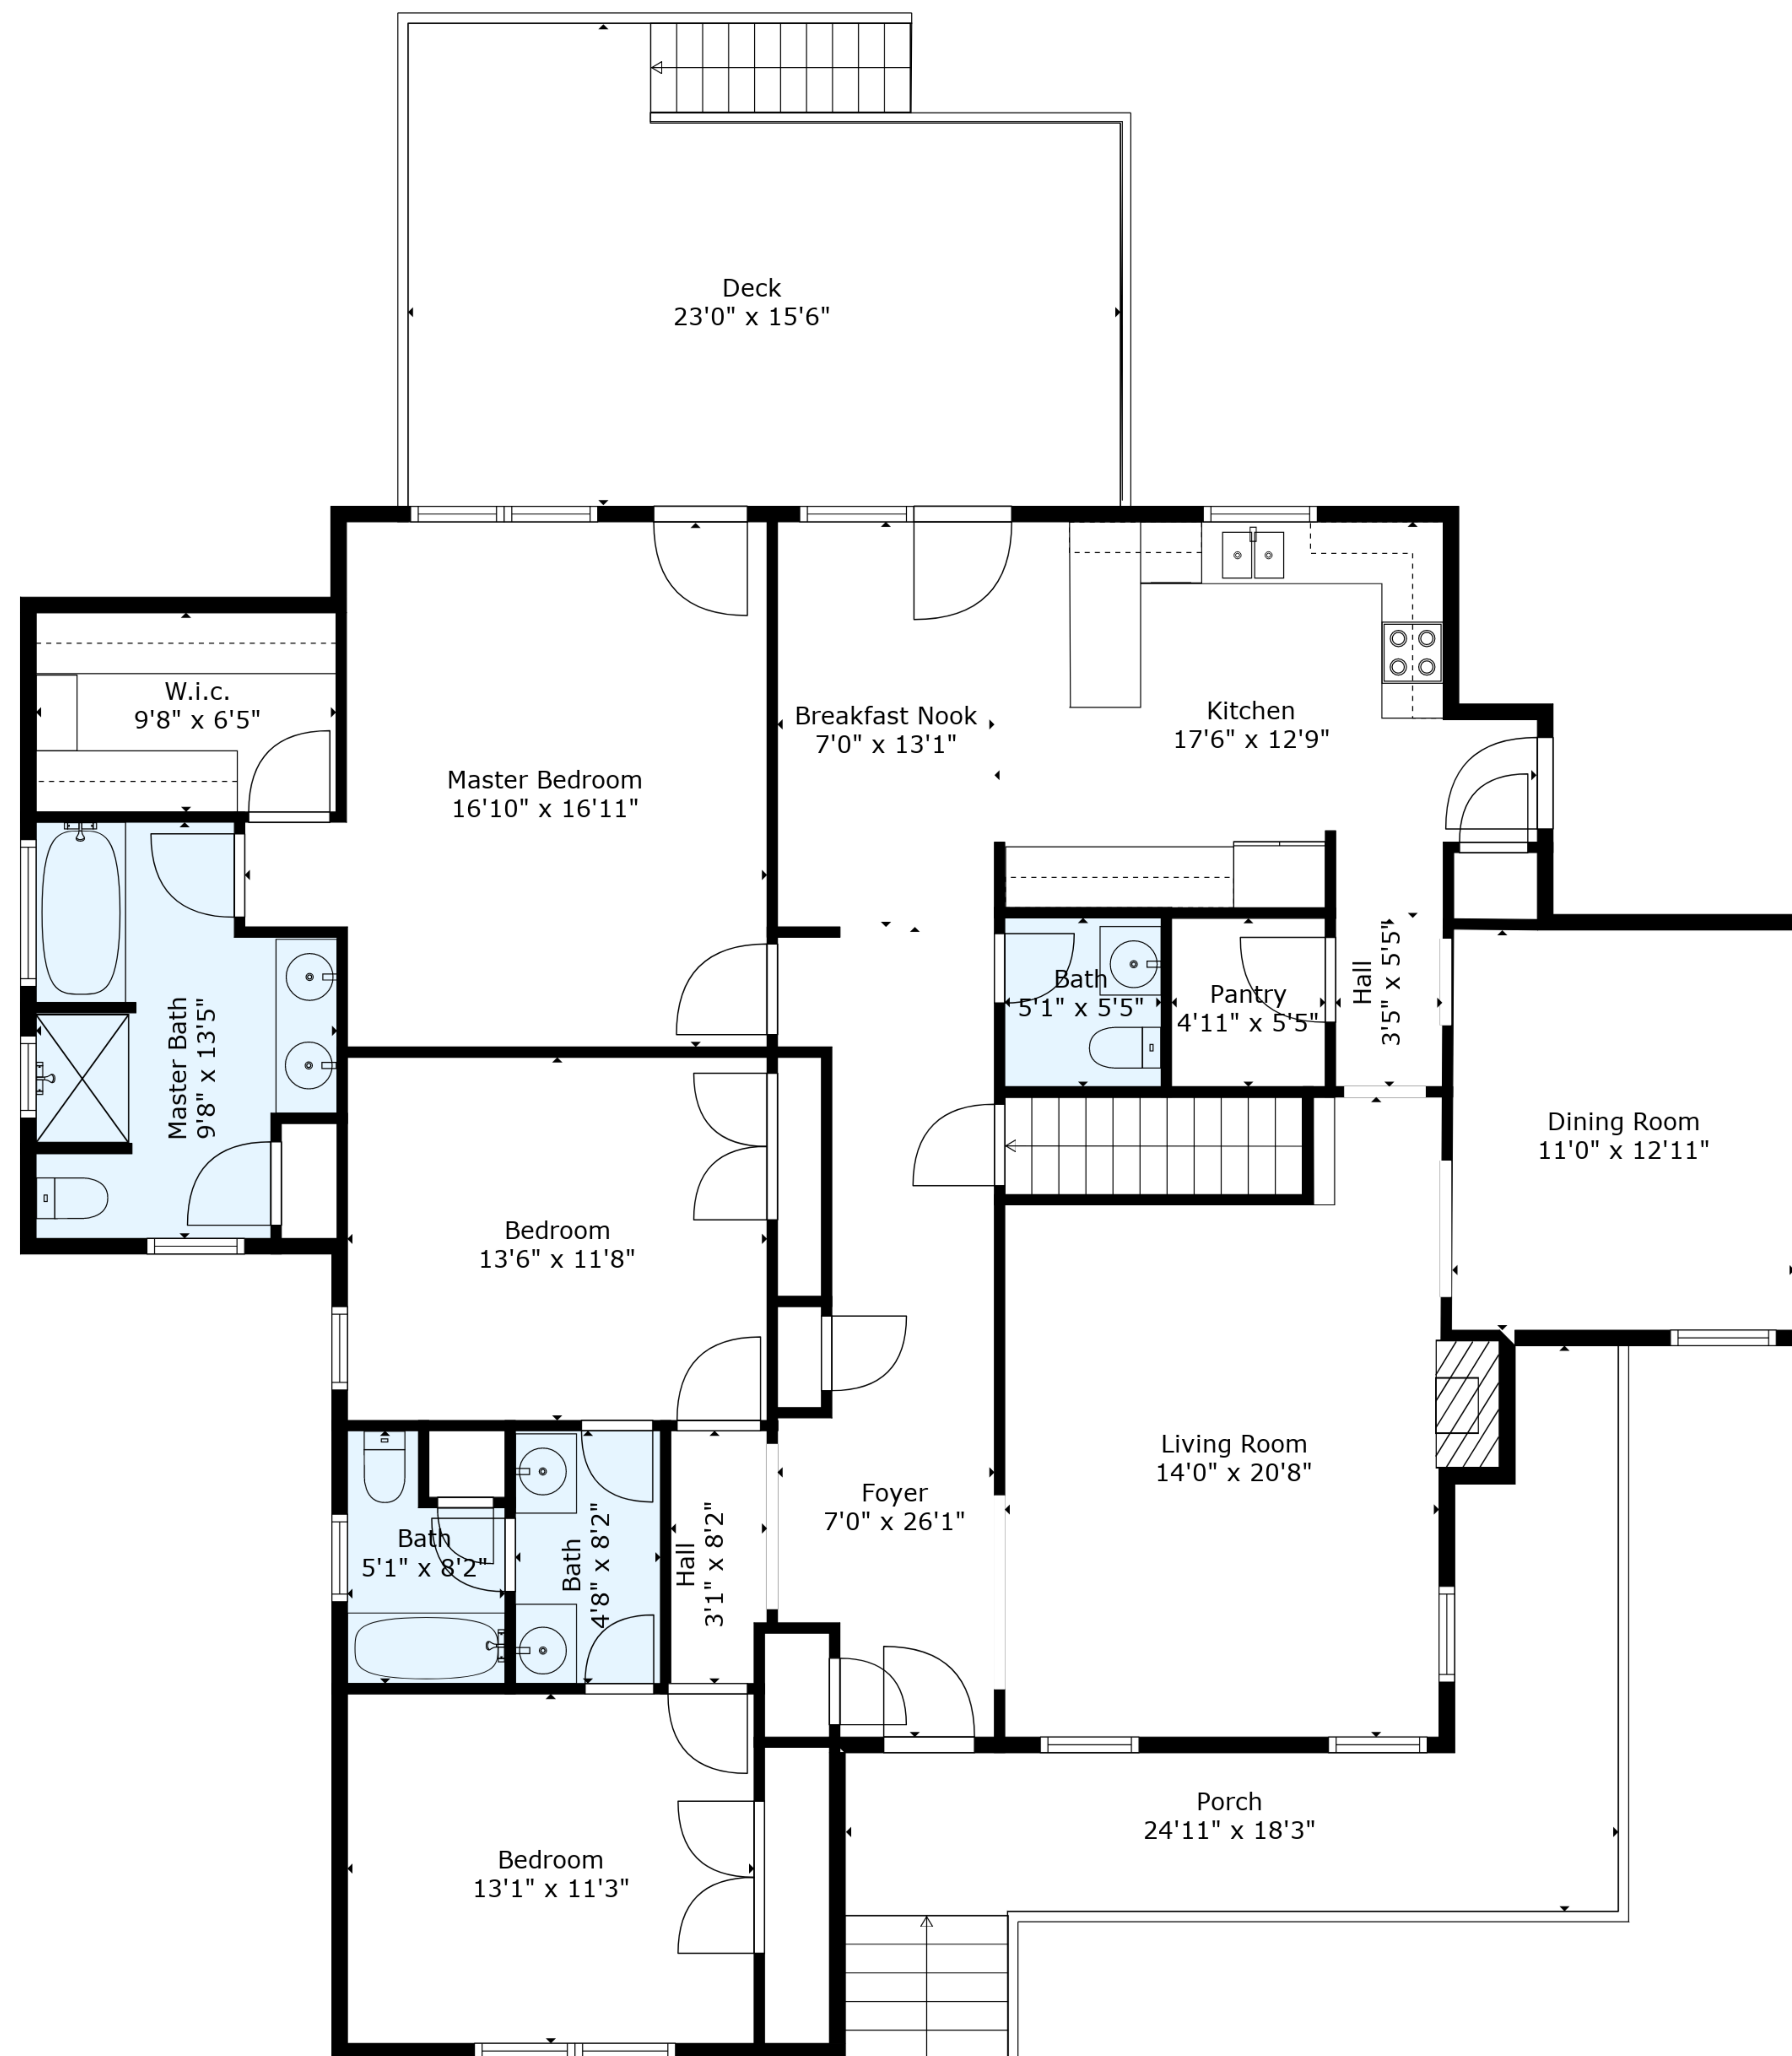 Deck
23'0" x 15'6"
W.i.c.
9'8" x 6'5"
Master Bedroom
16'10" x 16'11"
Breakfast Nook
7'0" x 13'1"
Kitchen
17'6" x 12'9"
Master Bath
9'8" x 13'5"
Bath
5'1" x 5'5"
Pantry
4'11" x 5'5"
Hall
3'5" x 5'5"
Dining Room
11'0" x 12'11"
Bedroom
13'6" x 11'8"
Living Room
14'0" x 20'8"
Foyer
7'0" x 26'1"
Bath
5'1" x 8'2"
Bath
4'8" x 8'2"
Hall
3'1" x 8'2"
Porch
24'11" x 18'3"
Bedroom
13'1" x 11'3"